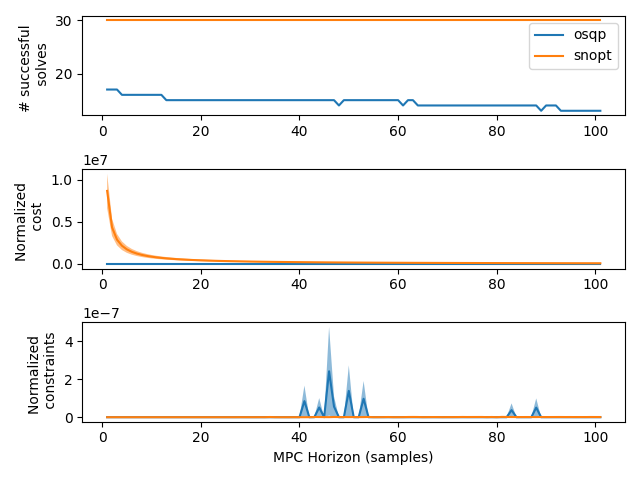 # successful
solves
30
20
osqp
snopt
0
20
40
60
80
100
1e7
Normalized
cost
1.0
0.5
0.0
0
20
40
60
80
100
1e−7
Normalized
constraints
4
2
0
0
20
40
60
80
100
MPC Horizon (samples)